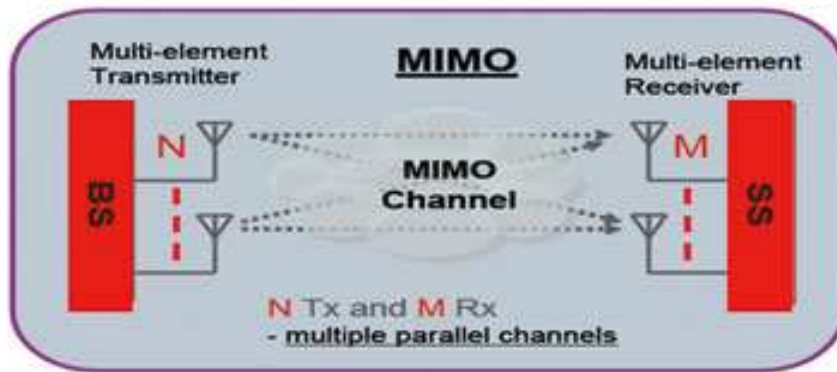 MIMO
Multi-element
Transmitter
Multi-element
Receiver
N
M
BS
SS
MIMO
Channel
N Tx and M Rx
- multiple parallel channels